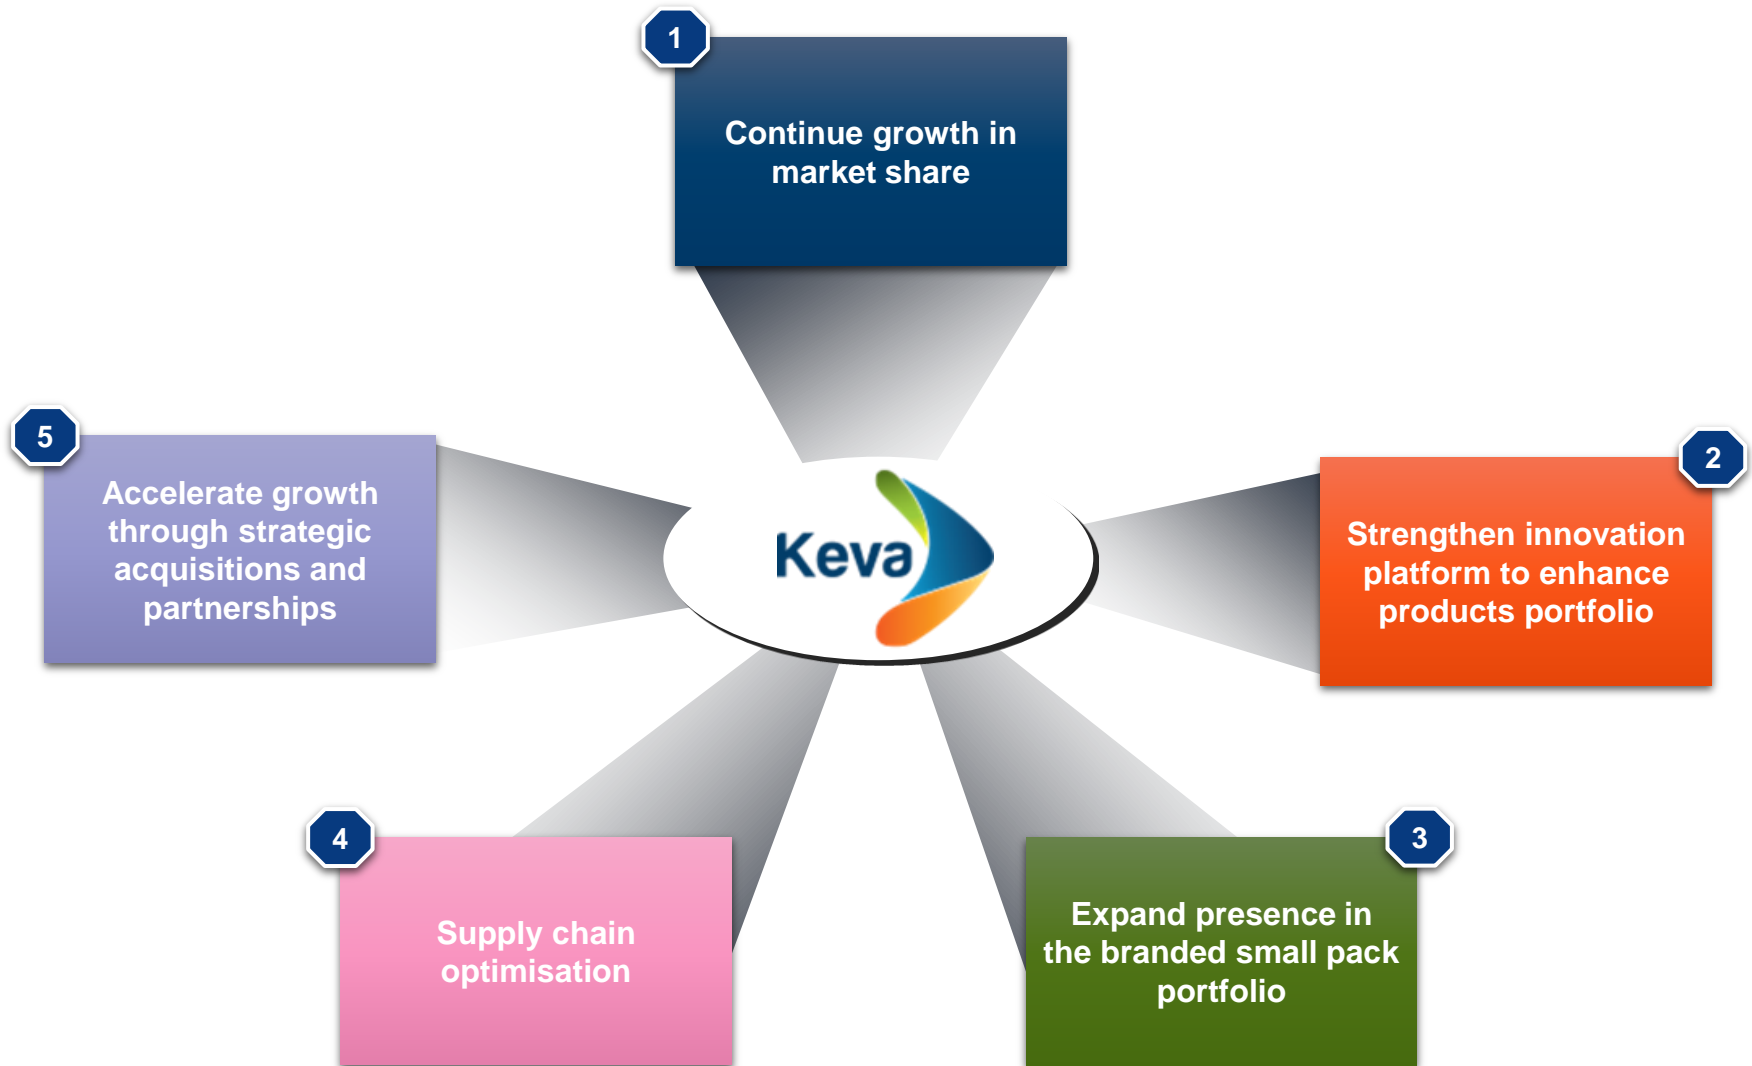 1
Continue growth in
market share
2
Strengthen innovation
platform to enhance
products portfolio
3
Expand presence in
the branded small pack
portfolio
4
Supply chain
optimisation
5
Accelerate growth
through strategic
acquisitions and
partnerships
Keva